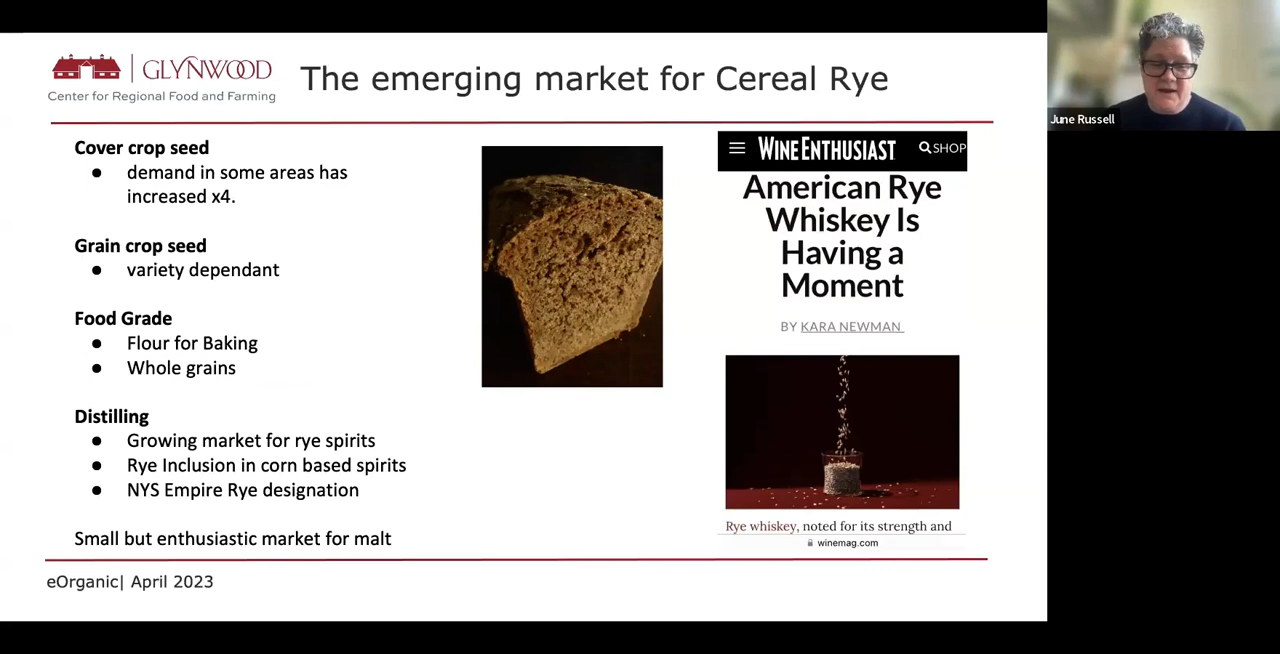 GLYNWOOD
Center for Regional Food and Farming
The emerging market for Cereal Rye
Cover crop seed
● demand in some areas has
increased x4.
Grain crop seed
● variety dependant
Food Grade
● Flour for Baking
● Whole grains
Distilling
● Growing market for rye spirits
● Rye Inclusion in corn based spirits
● NYS Empire Rye designation
Small but enthusiastic market for malt
WINE ENTHUSIAST
SHOP
American Rye
Whiskey Is
Having a
Moment
BY KARA NEWMAN
Rye whiskey, noted for its strength and
winemag.com
eOrganic| April 2023
June Russell